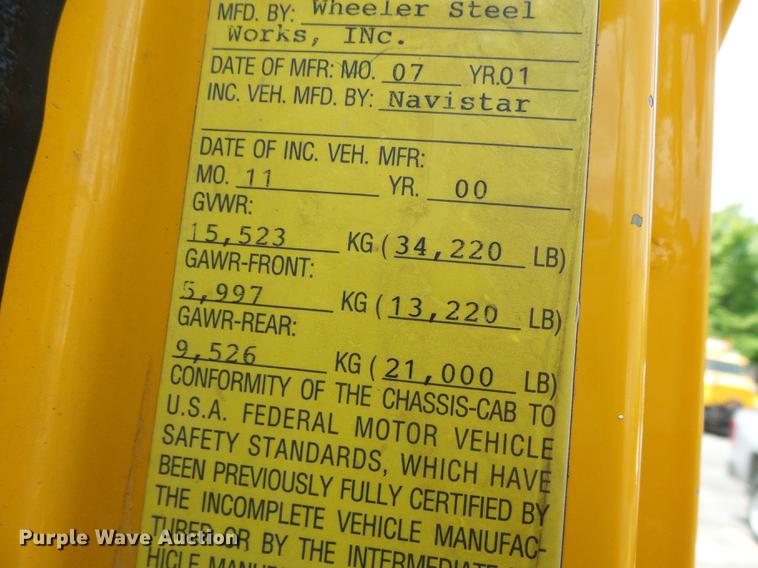 MFD. BY: Wheeler Steel
Works, INc.
DATE OF MFR: MO. 07 YR. 01
INC. VEH. MFD. BY: Navistar
DATE OF INC. VEH. MFR:
MO. 11 YR. 00
GVWR:
15,523 KG (34,220 LB)
GAWR-FRONT:
5,997 KG (13,220 LB)
GAWR-REAR:
9,526 KG (21,000 LB)
CONFORMITY OF THE CHASSIS-CAB TO
U.S.A. FEDERAL MOTOR VEHICLE
SAFETY STANDARDS, WHICH HAVE
BEEN PREVIOUSLY FULLY CERTIFIED BY
THE INCOMPLETE VEHICLE MANUFAC-
TURER OR BY THE INTERMEDIATE
HICLE
Purple Wave Auction